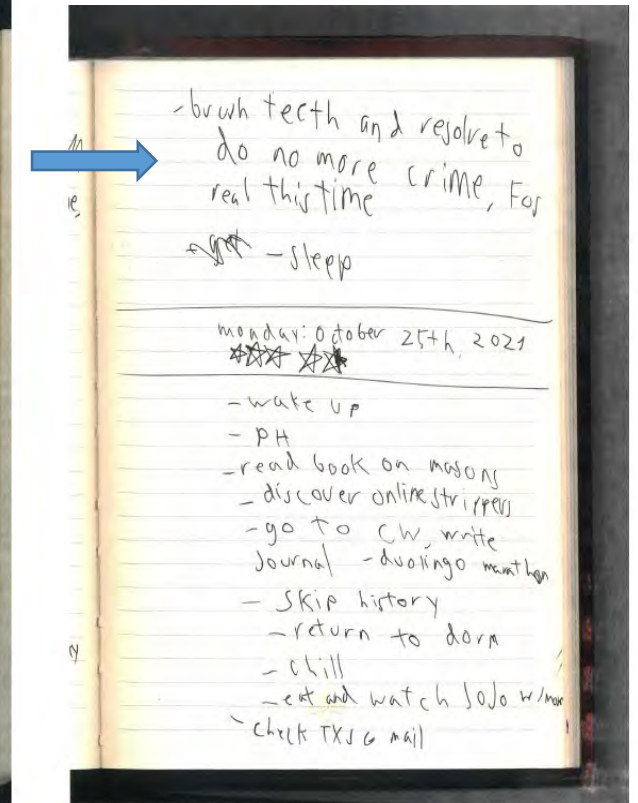 - bruh teeth and resolve to
do no more crime, For
real this time
- sleep
monday: October 25th, 2021
- wake up
- PH
- read book on masons
- discover online strippers
- go to CW, write
Journal - duolingo marathon
- Skip history
- return to dorm
- chill
- eat and watch JoJo w/
- Check TXJ G mail